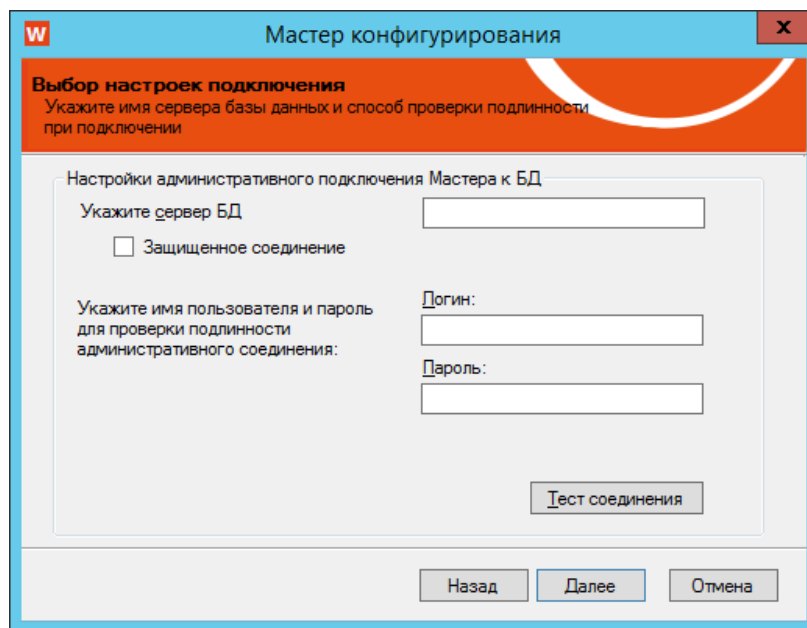 W
Мастер конфигурирования
x
Выбор настроек подключения
Укажите имя сервера базы данных и способ проверки подлинности
при подключении
Настройки административного подключения Мастера к БД
Укажите сервер БД
Защищенное соединение
Укажите имя пользователя и пароль
для проверки подлинности
административного соединения:
Логин:
Пароль:
Тест соединения
Назад
Далее
Отмена